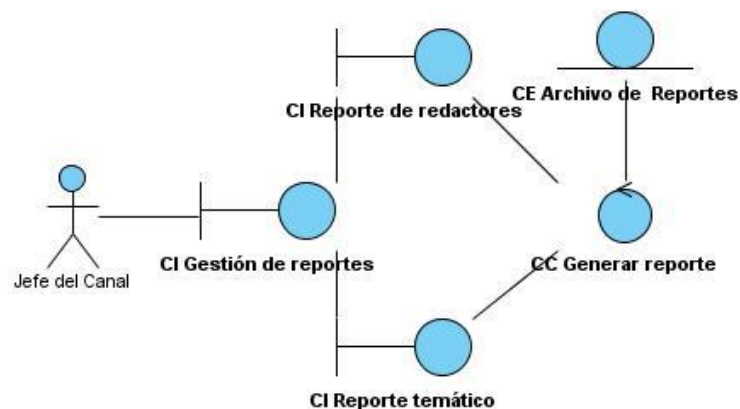 CE Archivo de Reportes
CI Reporte de redactores
CI Gestión de reportes
CC Generar reporte
Jefe del Canal
CI Reporte temático